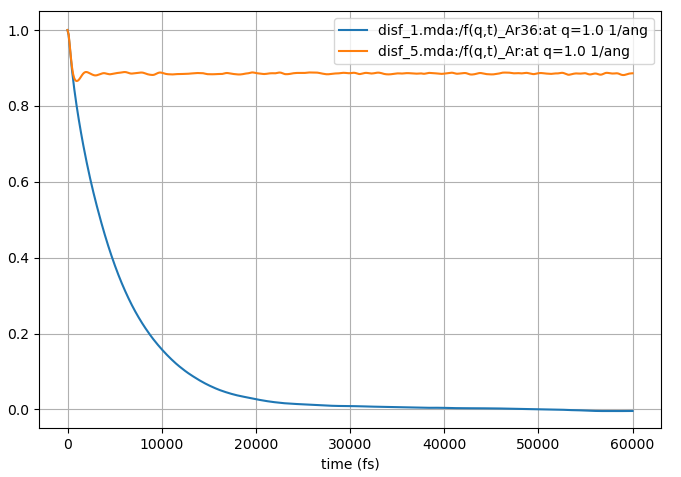 disf_1.mda:/f(q,t)_Ar36:at q=1.0 1/ang
disf_5.mda:/f(q,t)_Ar:at q=1.0 1/ang
1.0
0.8
0.6
0.4
0.2
0.0
0 10000 20000 30000 40000 50000 60000
time (fs)